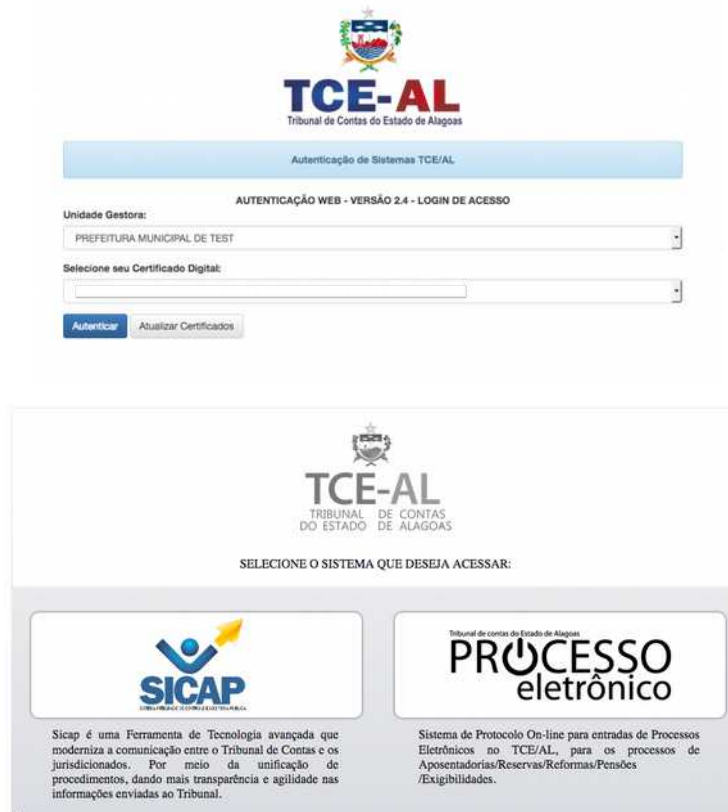 TCE-AL
Tribunal de Contas do Estado de Alagoas
Autenticação de Sistemas TCE/AL
AUTENTICAÇÃO WEB - VERSÃO 2.4 - LOGIN DE ACESSO
Unidade Gestora:
PREFEITURA MUNICIPAL DE TEST
Selecione seu Certificado Digital:
Autenticar Atualizar Certificados
TCE-AL
TRIBUNAL DE CONTAS
DO ESTADO DE ALAGOAS
SELECIONE O SISTEMA QUE DESEJA ACESSAR:
SICAP
Sicap é uma Ferramenta de Tecnologia avançada que
moderniza a comunicação entre o Tribunal de Contas e os
jurisdicionados. Por meio da unificação de
procedimentos, dando mais transparência e agilidade nas
informações enviadas ao Tribunal.
Tribunal de contas do Estado de Alagoas
PROCESSO
eletrônico
Sistema de Protocolo On-line para entradas de Processos
Eletrônicos no TCE/AL, para os processos de
Aposentadorias/Reservas/Reformas/Pensões
/Exigibilidades.